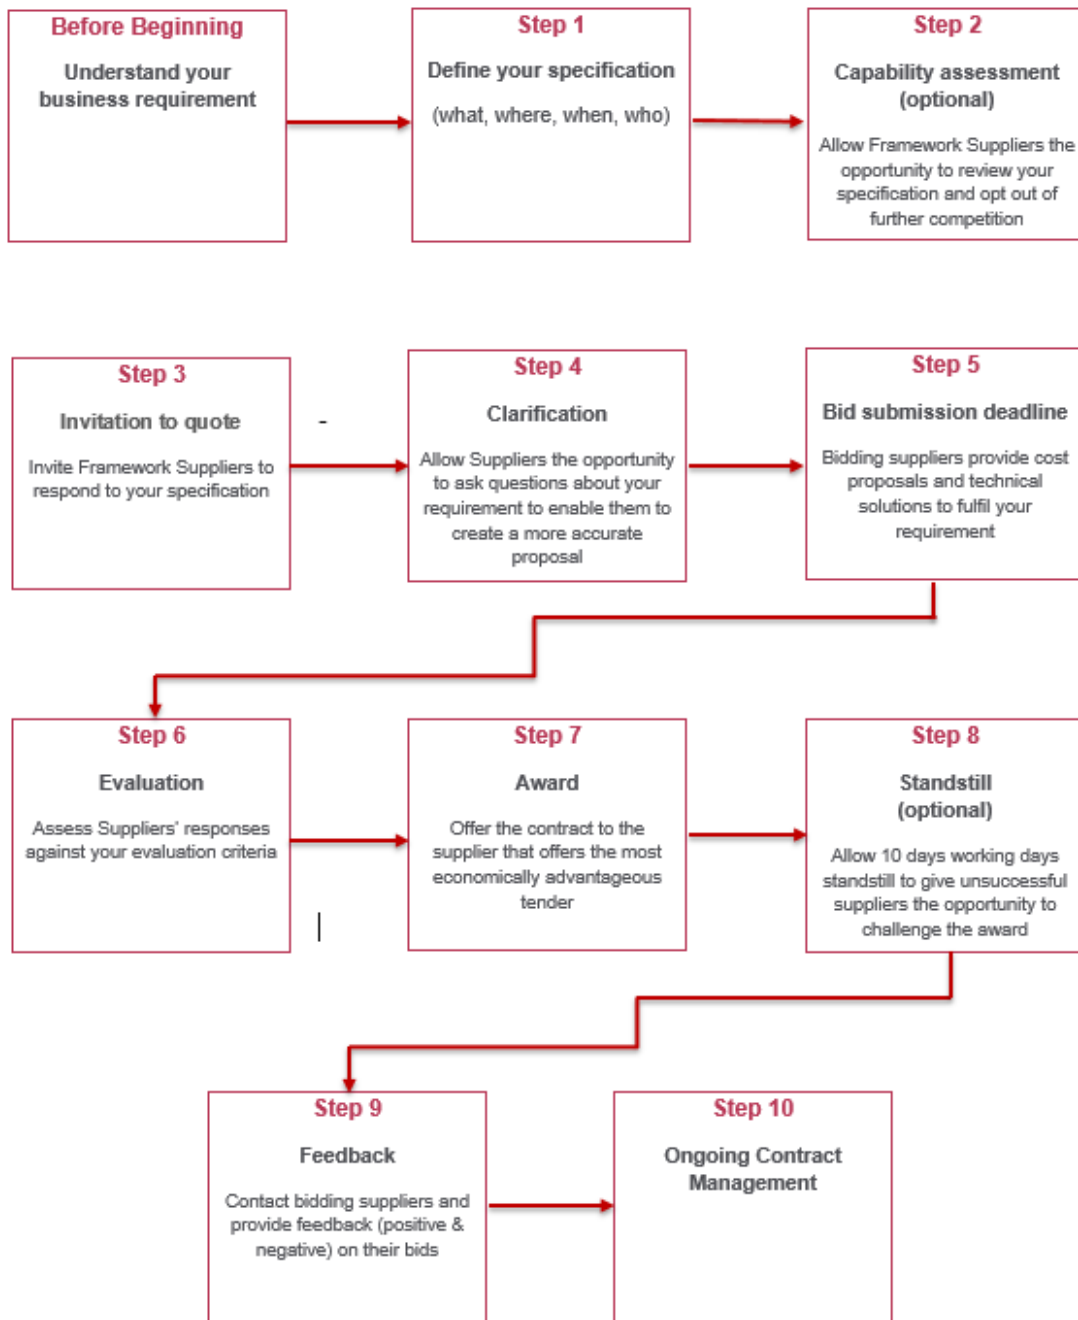 Before Beginning
Understand your
business requirement
Step 1
Define your specification
(what, where, when, who)
Step 2
Capability assessment
(optional)
Allow Framework Suppliers the
opportunity to review your
specification and opt out of
further competition
Step 3
Invitation to quote
Invite Framework Suppliers to
respond to your specification
-
Step 4
Clarification
Allow Suppliers the opportunity
to ask questions about your
requirement to enable them to
create a more accurate
proposal
Step 5
Bid submission deadline
Bidding suppliers provide cost
proposals and technical
solutions to fulfil your
requirement
Step 6
Evaluation
Assess Suppliers' responses
against your evaluation criteria
Step 7
Award
Offer the contract to the
supplier that offers the most
economically advantageous
tender
Step 8
Standstill
(optional)
Allow 10 days working days
standstill to give unsuccessful
suppliers the opportunity to
challenge the award
Step 9
Feedback
Contact bidding suppliers and
provide feedback (positive &
negative) on their bids
Step 10
Ongoing Contract
Management